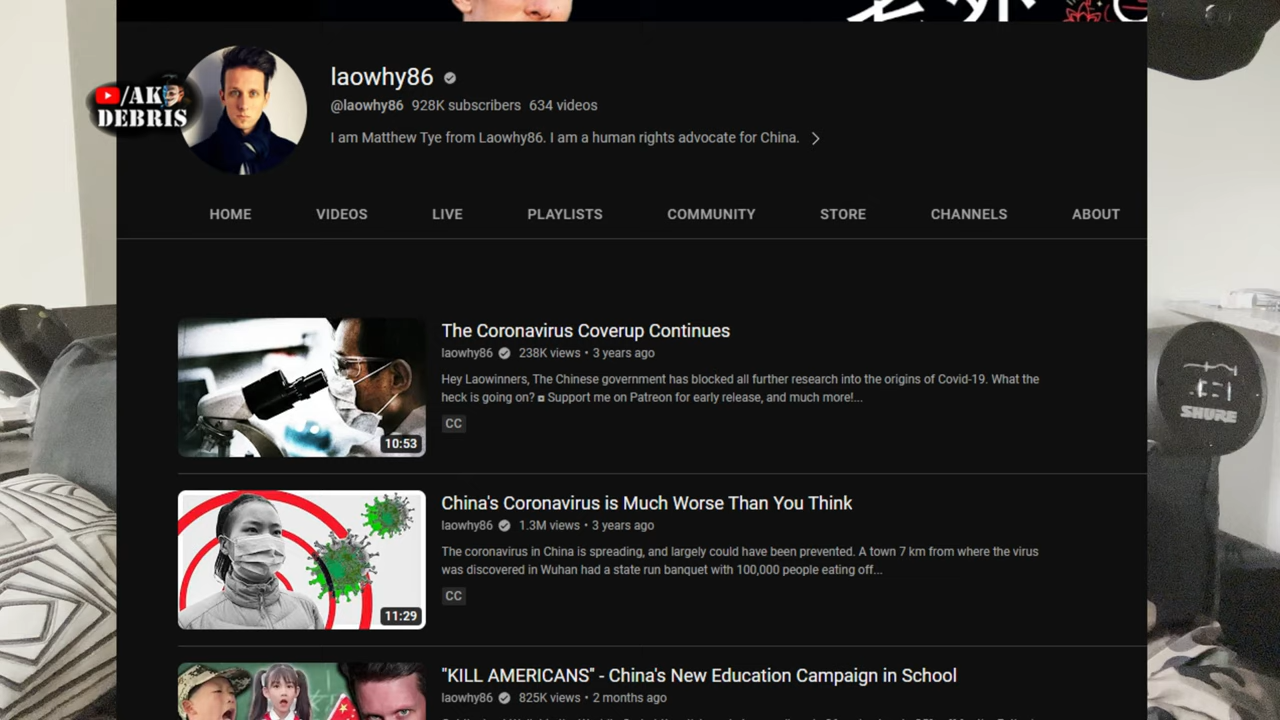 老外
laowhy86
/AK
DEBRIS
@laowhy86 928K subscribers 634 videos
I am Matthew Tye from Laowhy86. I am a human rights advocate for China.
HOME VIDEOS LIVE PLAYLISTS COMMUNITY STORE CHANNELS ABOUT
The Coronavirus Coverup Continues
laowhy86 238K views • 3 years ago
Hey Laowinners, The Chinese government has blocked all further research into the origins of Covid-19. What the
heck is going on? Support me on Patreon for early release, and much more!...
CC
10:53
China's Coronavirus is Much Worse Than You Think
laowhy86 1.3M views • 3 years ago
The coronavirus in China is spreading, and largely could have been prevented. A town 7 km from where the virus
was discovered in Wuhan had a state run banquet with 100,000 people eating off...
CC
11:29
SHURE
"KILL AMERICANS" - China's New Education Campaign in School
laowhy86 825K views • 2 months ago